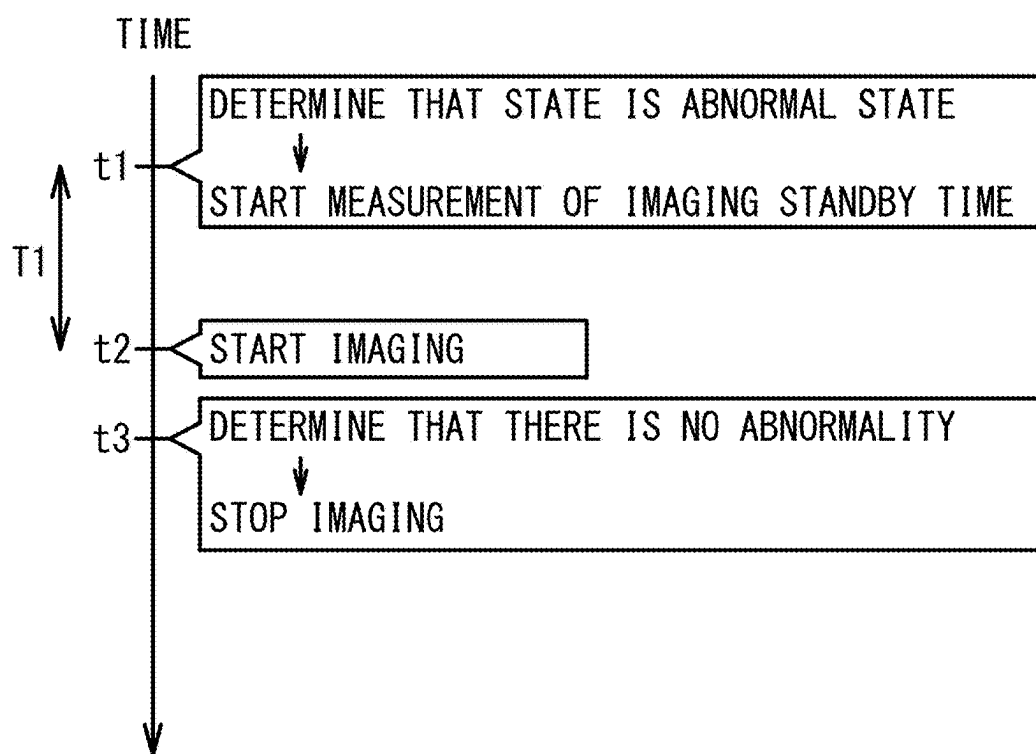 TIME
DETERMINE THAT STATE IS ABNORMAL STATE
t1
START MEASUREMENT OF IMAGING STANDBY TIME
T1
t2
START IMAGING
t3
DETERMINE THAT THERE IS NO ABNORMALITY
STOP IMAGING